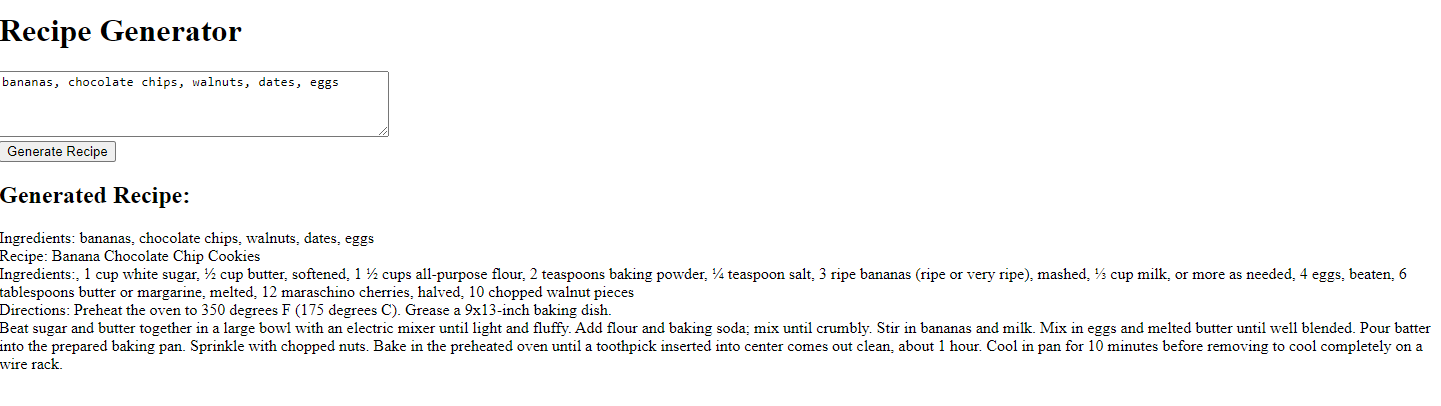 Recipe Generator
bananas, chocolate chips, walnuts, dates, eggs
Generate Recipe
Generated Recipe:
Ingredients: bananas, chocolate chips, walnuts, dates, eggs
Recipe: Banana Chocolate Chip Cookies
Ingredients:, 1 cup white sugar, ½ cup butter, softened, 1 ½ cups all-purpose flour, 2 teaspoons baking powder, ¼ teaspoon salt, 3 ripe bananas (ripe or very ripe), mashed, ⅓ cup milk, or more as needed, 4 eggs, beaten, 6
tablespoons butter or margarine, melted, 12 maraschino cherries, halved, 10 chopped walnut pieces
Directions: Preheat the oven to 350 degrees F (175 degrees C). Grease a 9x13-inch baking dish.
Beat sugar and butter together in a large bowl with an electric mixer until light and fluffy. Add flour and baking soda; mix until crumbly. Stir in bananas and milk. Mix in eggs and melted butter until well blended. Pour batter
into the prepared baking pan. Sprinkle with chopped nuts. Bake in the preheated oven until a toothpick inserted into center comes out clean, about 1 hour. Cool in pan for 10 minutes before removing to cool completely on a
wire rack.